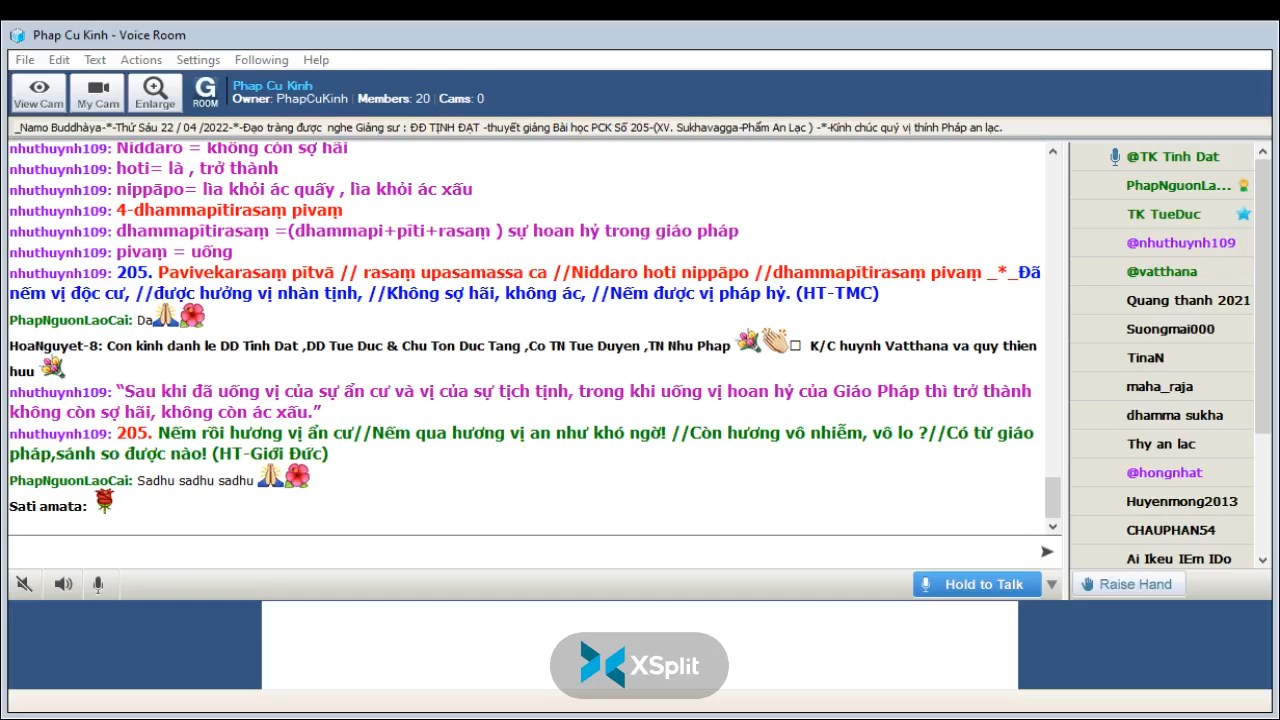 Phap Cu Kinh - Voice Room
File Edit Text Actions Settings Following Help
View Cam My Cam Enlarge G ROOM
Phap Cu Kinh
Owner: PhapCuKinh | Members: 20 | Cams: 0
_Namo Buddhàya-*-Thứ Sáu 22 / 04 /2022-*-Đạo tràng được nghe Giảng sư : ĐĐ TỊNH ĐẠT -thuyết giảng Bài học PCK Số 205-(XV. Sukhavagga-Phẩm An Lạc ) -*-Kính chúc quý vị thính Pháp an lạc.
nhuthuynh109: Niddaro = không còn sợ hãi
nhuthuynh109: hoti= là , trở thành
nhuthuynh109: nippāpo= lìa khỏi ác quấy , lìa khỏi ác xấu
nhuthuynh109: 4-dhammapītirasaṃ pivaṃ
nhuthuynh109: dhammapītirasaṃ =(dhammapi+pīti+rasaṃ ) sự hoan hỷ trong giáo pháp
nhuthuynh109: pivaṃ = uống
nhuthuynh109: 205. Pavivekarasaṃ pītvā // rasaṃ upasamassa ca //Niddaro hoti nippāpo //dhammapītirasaṃ pivaṃ _*_Đã
nếm vị độc cư, //được hưởng vị nhàn tịnh, //Không sợ hãi, không ác, //Nếm được vị pháp hỷ. (HT-TMC)
PhapNguonLaoCai: Da
HoaNguyet-8: Con kinh danh le DD Tinh Dat ,DD Tue Duc & Chu Ton Duc Tang ,Co TN Tue Duyen ,TN Nhu Phap K/C huynh Vatthana va quy thien
huu
nhuthuynh109: “Sau khi đã uống vị của sự ẩn cư và vị của sự tịch tịnh, trong khi uống vị hoan hỷ của Giáo Pháp thì trở thành
không còn sợ hãi, không còn ác xấu.”
nhuthuynh109: 205. Nếm rồi hương vị ẩn cư//Nếm qua hương vị an như khó ngờ! //Còn hương vô nhiễm, vô lo ?//Có từ giáo
pháp,sánh so được nào! (HT-Giới Đức)
PhapNguonLaoCai: Sadhu sadhu sadhu
Sati amata:
@TK Tinh Dat
PhapNguonLa...
TK TueDuc
@nhuthuynh109
@vatthana
Quang thanh 2021
Suongmai000
TinaN
maha_raja
dhamma sukha
Thy an lac
@hongnhat
Huyenmong2013
CHAUPHAN54
Ai Ikeu IEm IDo
Hold to Talk
Raise Hand
XSplit